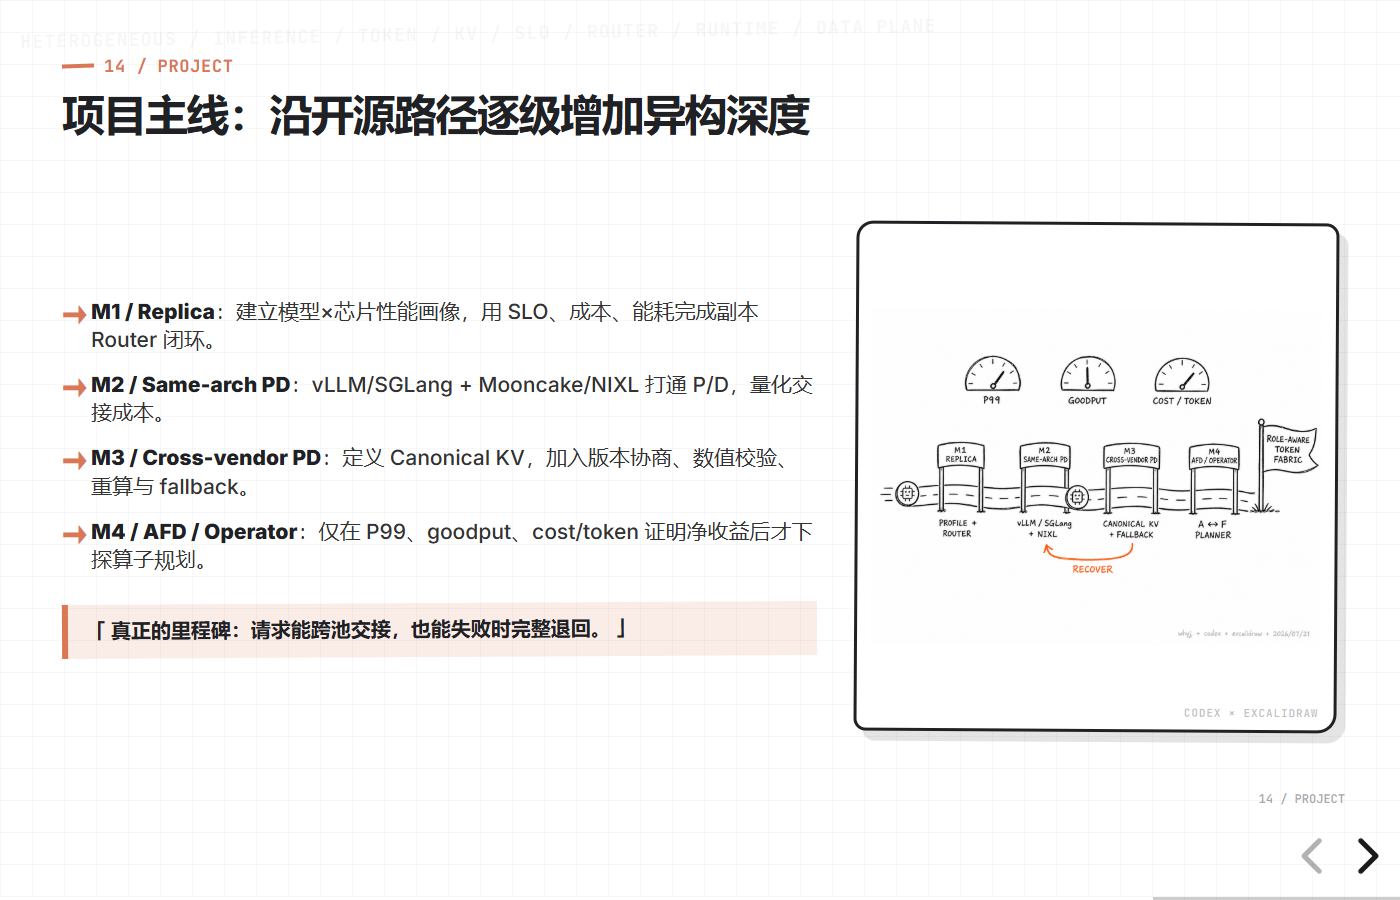 HETEROGENEOUS / INFERENCE / TOKEN / KV / SLO / ROUTER / RUNTIME / DATA PLANE
14 / PROJECT
项目主线：沿开源路径逐级增加异构深度
M1 / Replica：建立模型×芯片性能画像，用 SLO、成本、能耗完成副本
Router 闭环。
M2 / Same-arch PD：vLLM/SGLang + Mooncake/NIXL 打通 P/D，量化交
接成本。
M3 / Cross-vendor PD：定义 Canonical KV，加入版本协商、数值校验、
重算与 fallback。
M4 / AFD / Operator：仅在 P99、goodput、cost/token 证明净收益后才下
探算子规划。
「 真正的里程碑：请求能跨池交接，也能失败时完整退回。 」
P99
GOODPUT
COST / TOKEN
ROLE-AWARE
TOKEN
FABRIC
M1
REPLICA
M2
SAME-ARCH PD
M3
CROSS-VENDOR PD
M4
AFD / OPERATOR
PROFILE +
ROUTER
vLLM / SGLang
+ NIXL
CANONICAL KV
+ FALLBACK
A ↔ F
PLANNER
RECOVER
whyj + codex + excalidraw + 2026/07/21
CODEX × EXCALIDRAW
14 / PROJECT